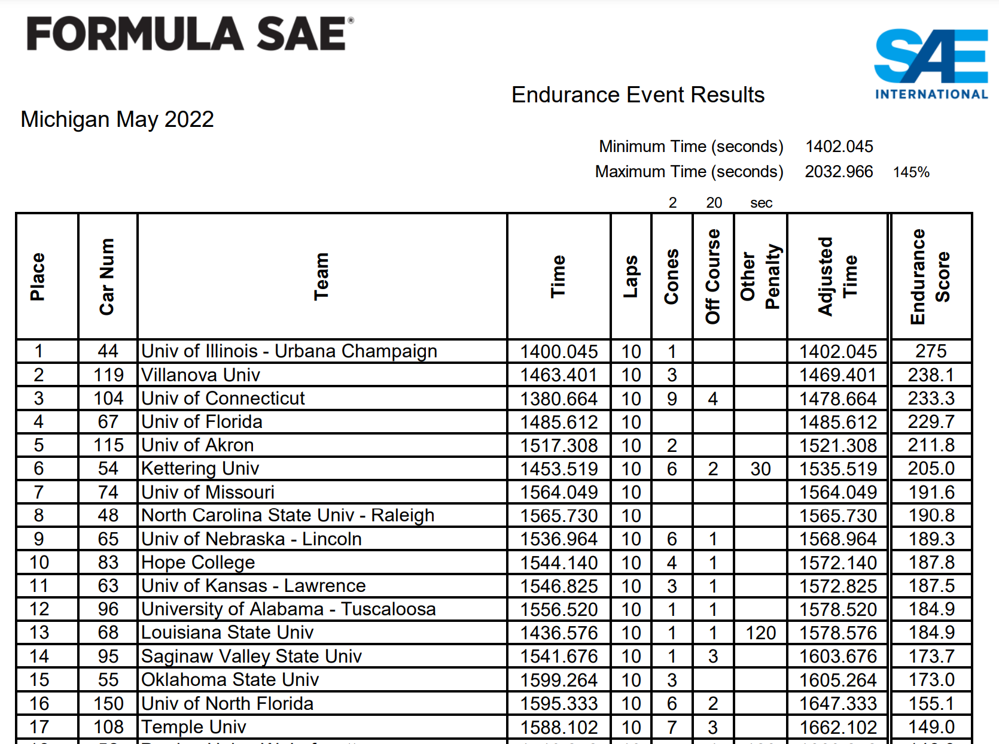 FORMULA SAE®
SAE
INTERNATIONAL
Endurance Event Results
Michigan May 2022
Minimum Time (seconds) 1402.045
Maximum Time (seconds) 2032.966 145%
2 20 sec
Place Car Num Team Time Laps Cones Off Course Other Penalty Adjusted Time Endurance Score
1 44 Univ of Illinois - Urbana Champaign 1400.045 10 1 1402.045 275
2 119 Villanova Univ 1463.401 10 3 1469.401 238.1
3 104 Univ of Connecticut 1380.664 10 9 4 1478.664 233.3
4 67 Univ of Florida 1485.612 10 1485.612 229.7
5 115 Univ of Akron 1517.308 10 2 1521.308 211.8
6 54 Kettering Univ 1453.519 10 6 2 30 1535.519 205.0
7 74 Univ of Missouri 1564.049 10 1564.049 191.6
8 48 North Carolina State Univ - Raleigh 1565.730 10 1565.730 190.8
9 65 Univ of Nebraska - Lincoln 1536.964 10 6 1 1568.964 189.3
10 83 Hope College 1544.140 10 4 1 1572.140 187.8
11 63 Univ of Kansas - Lawrence 1546.825 10 3 1 1572.825 187.5
12 96 University of Alabama - Tuscaloosa 1556.520 10 1 1 1578.520 184.9
13 68 Louisiana State Univ 1436.576 10 1 1 120 1578.576 184.9
14 95 Saginaw Valley State Univ 1541.676 10 1 3 1603.676 173.7
15 55 Oklahoma State Univ 1599.264 10 3 1605.264 173.0
16 150 Univ of North Florida 1595.333 10 6 2 1647.333 155.1
17 108 Temple Univ 1588.102 10 7 3 1662.102 149.0